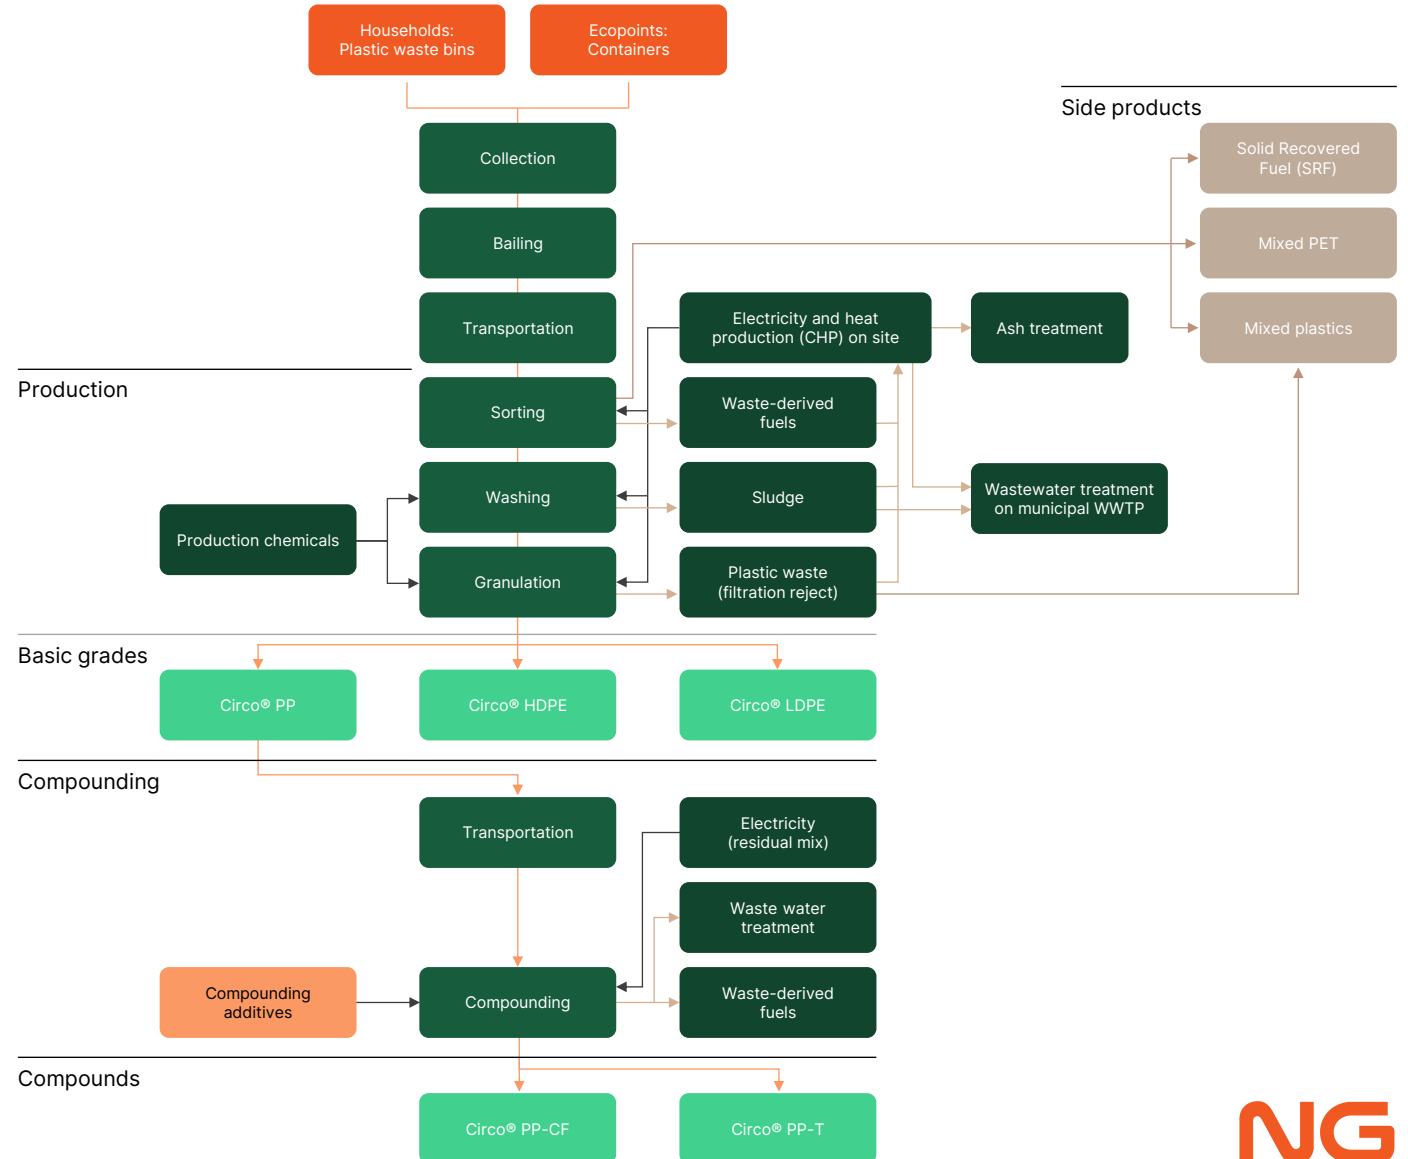 Households:
Plastic waste bins
Ecopoints:
Containers
Side products
Collection
Solid Recovered
Fuel (SRF)
Bailing
Mixed PET
Transportation
Electricity and heat
production (CHP) on site
Ash treatment
Mixed plastics
Production
Sorting
Waste-derived
fuels
Washing
Sludge
Wastewater treatment
on municipal WWTP
Production chemicals
Granulation
Plastic waste
(filtration reject)
Basic grades
Circo® PP
Circo® HDPE
Circo® LDPE
Compounding
Transportation
Electricity
(residual mix)
Waste water
treatment
Compounding
additives
Compounding
Waste-derived
fuels
Compounds
Circo® PP-CF
Circo® PP-T
NG